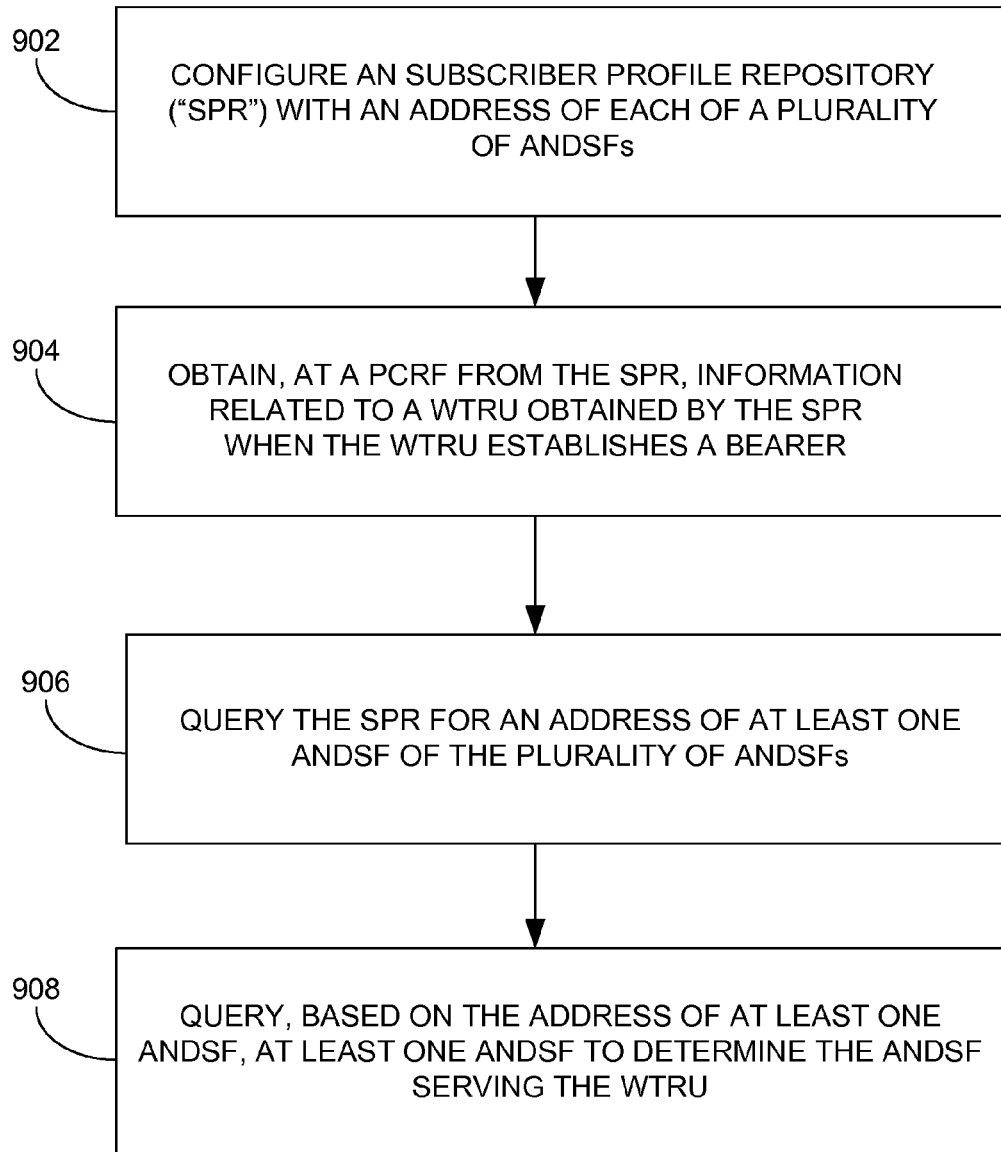 902
CONFIGURE AN SUBSCRIBER PROFILE REPOSITORY
(“SPR”) WITH AN ADDRESS OF EACH OF A PLURALITY
OF ANDSFs
904
OBTAIN, AT A PCRF FROM THE SPR, INFORMATION
RELATED TO A WTRU OBTAINED BY THE SPR
WHEN THE WTRU ESTABLISHES A BEARER
906
QUERY THE SPR FOR AN ADDRESS OF AT LEAST ONE
ANDSF OF THE PLURALITY OF ANDSFs
908
QUERY, BASED ON THE ADDRESS OF AT LEAST ONE
ANDSF, AT LEAST ONE ANDSF TO DETERMINE THE ANDSF
SERVING THE WTRU